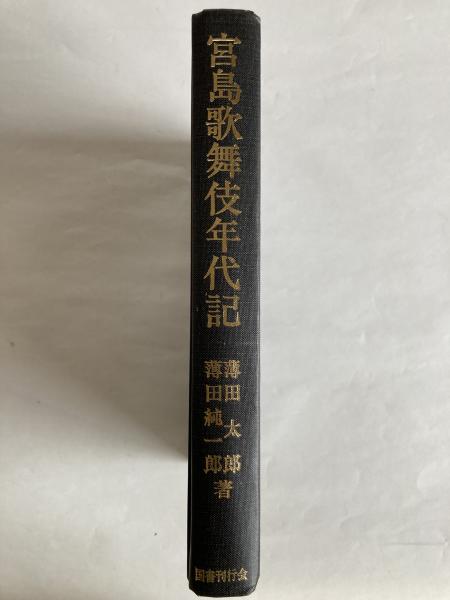 宮島歌舞伎年代記
薄田太郎
薄田純一郎
著
国書刊行会